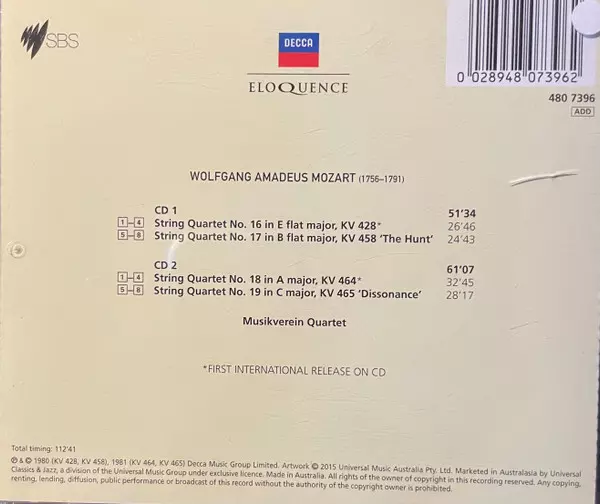 SBS
DECCA
ELOQUENCE
0 028948 073962
480 7396
ADD
WOLFGANG AMADEUS MOZART (1756–1791)
CD 1 51'34
1–4 String Quartet No. 16 in E flat major, KV 428* 26'46
5–8 String Quartet No. 17 in B flat major, KV 458 'The Hunt' 24'43
CD 2 61'07
1–4 String Quartet No. 18 in A major, KV 464* 32'45
5–8 String Quartet No. 19 in C major, KV 465 'Dissonance' 28'17
Musikverein Quartet
*FIRST INTERNATIONAL RELEASE ON CD
Total timing: 112'41
℗ & © 1980 (KV 428, KV 458), 1981 (KV 464, KV 465) Decca Music Group Limited. Artwork © 2015 Universal Music Australia Pty. Ltd. Marketed in Australasia by Universal
Classics & Jazz, a division of the Universal Music Group under exclusive licence. Made in Australia. All rights of the owner of copyright in this recording reserved. Any copying,
renting, lending, diffusion, public performance or broadcast of this record without the authority of the copyright owner is prohibited.